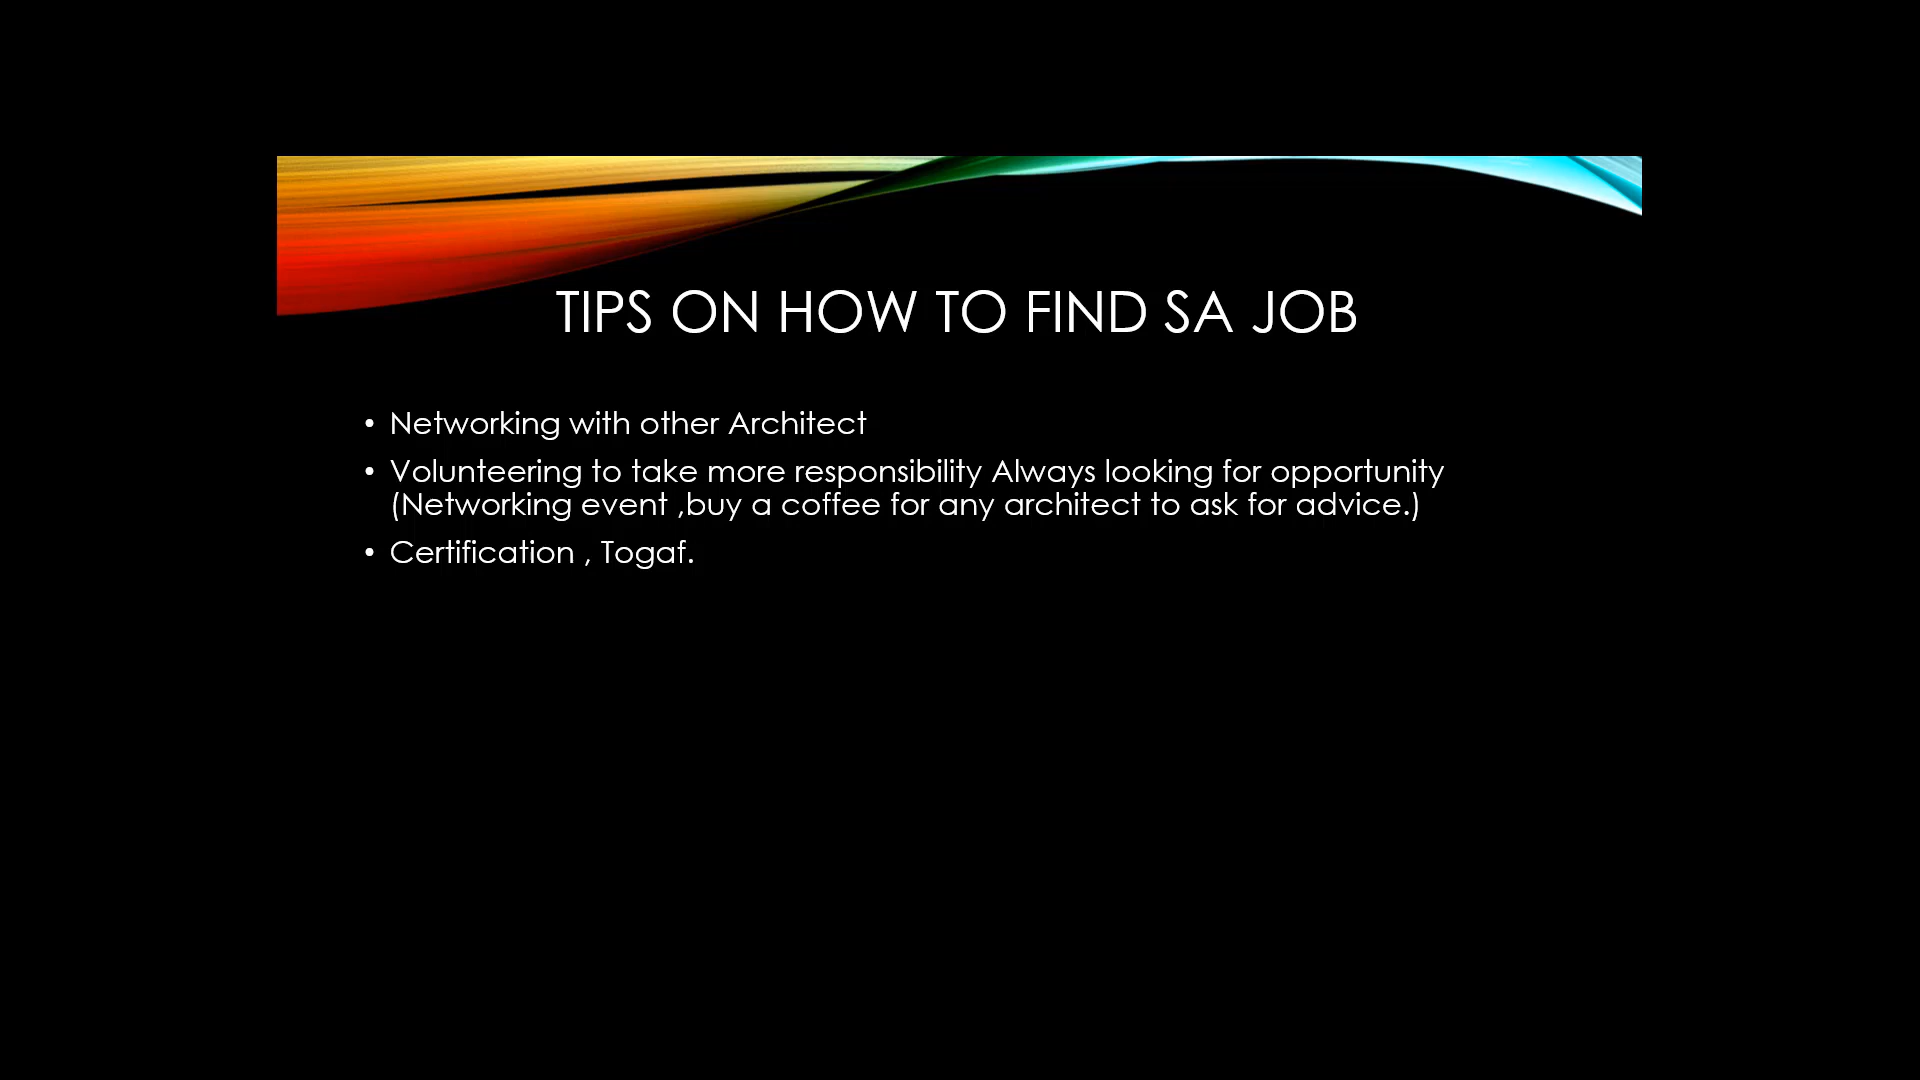 TIPS ON HOW TO FIND SA JOB
• Networking with other Architect
• Volunteering to take more responsibility Always looking for opportunity
(Networking event ,buy a coffee for any architect to ask for advice.)
• Certification , Togaf.